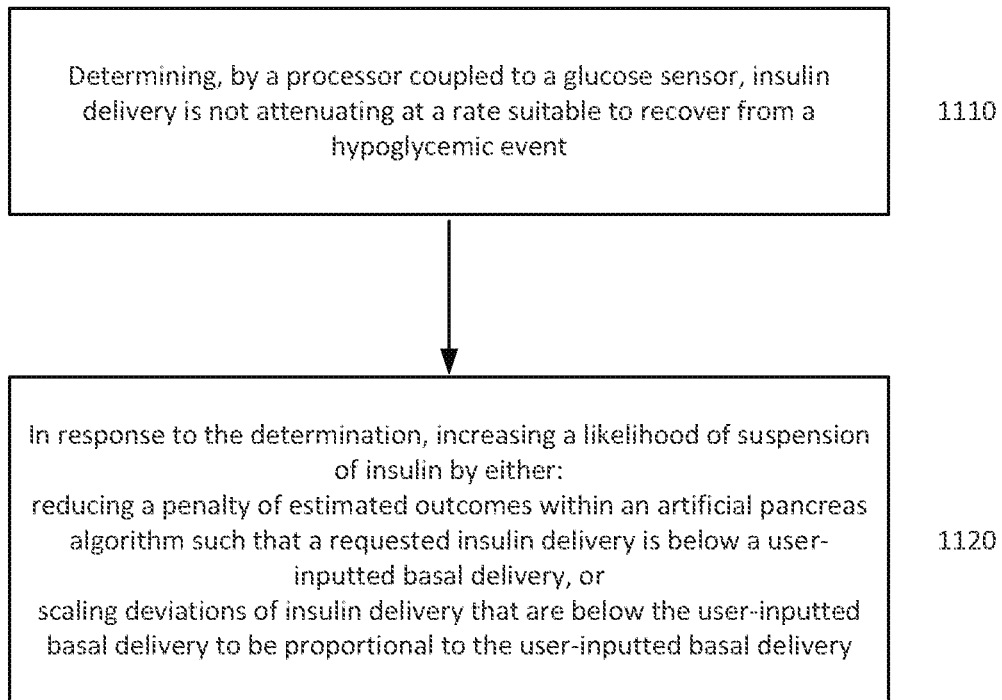 Determining, by a processor coupled to a glucose sensor, insulin
delivery is not attenuating at a rate suitable to recover from a
hypoglycemic event
1110
In response to the determination, increasing a likelihood of suspension
of insulin by either:
reducing a penalty of estimated outcomes within an artificial pancreas
algorithm such that a requested insulin delivery is below a user-
inputted basal delivery, or
scaling deviations of insulin delivery that are below the user-inputted
basal delivery to be proportional to the user-inputted basal delivery
1120